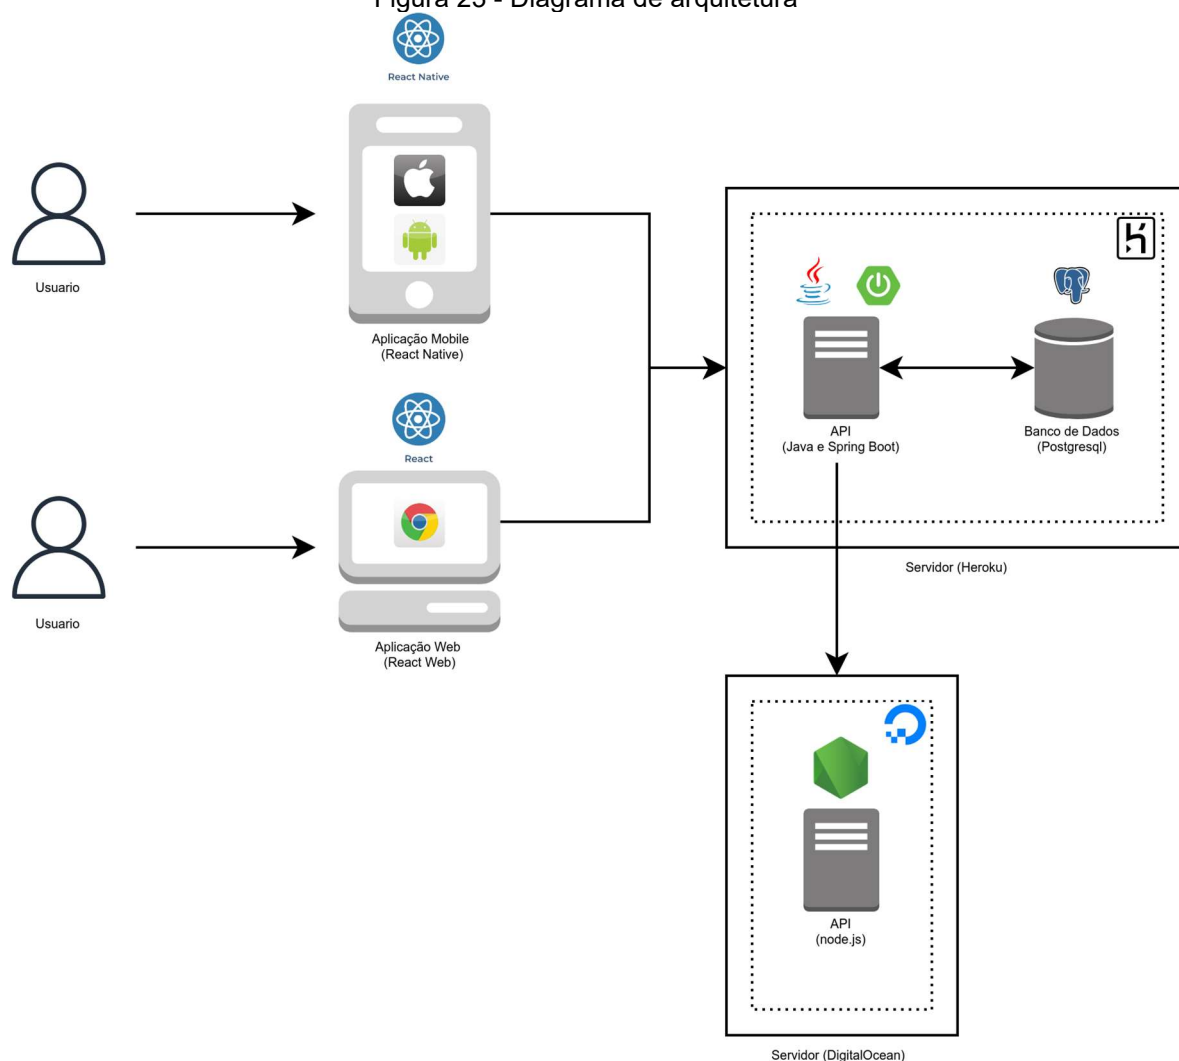 Figura 23 - Diagrama de arquitetura
React Native
Usuario
Aplicação Mobile
(React Native)
React
Usuario
Aplicação Web
(React Web)
API
(Java e Spring Boot)
Banco de Dados
(Postgresql)
Servidor (Heroku)
API
(node.js)
Servidor (DigitalOcean)